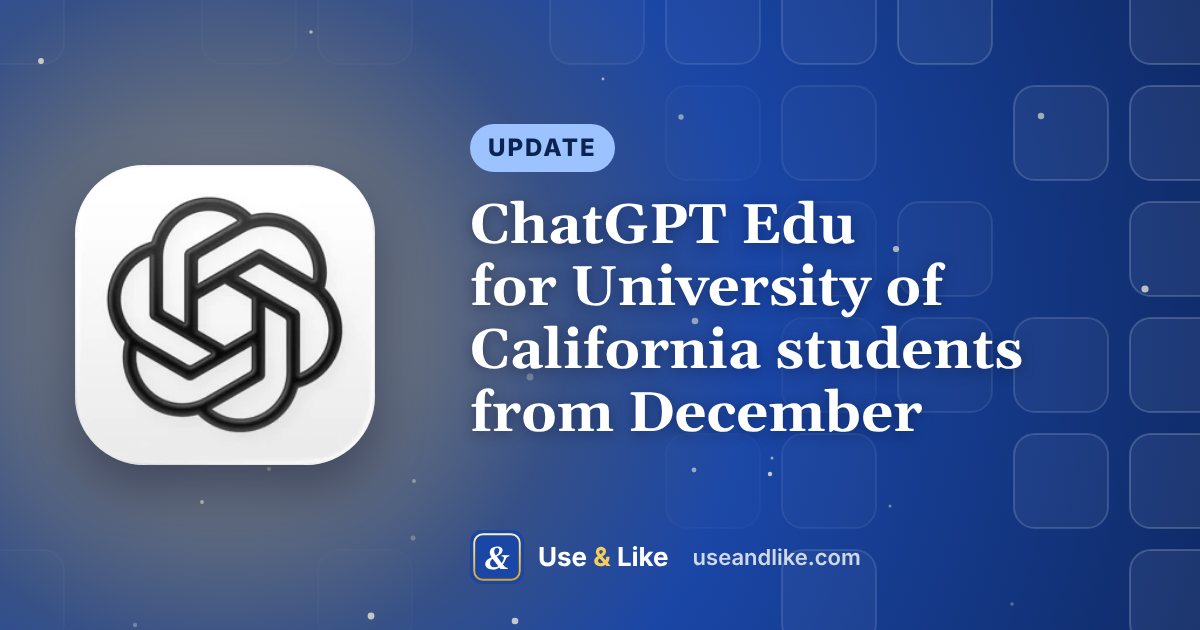 UPDATE
ChatGPT Edu
for University of
California students
from December
& Use & Like useandlike.com